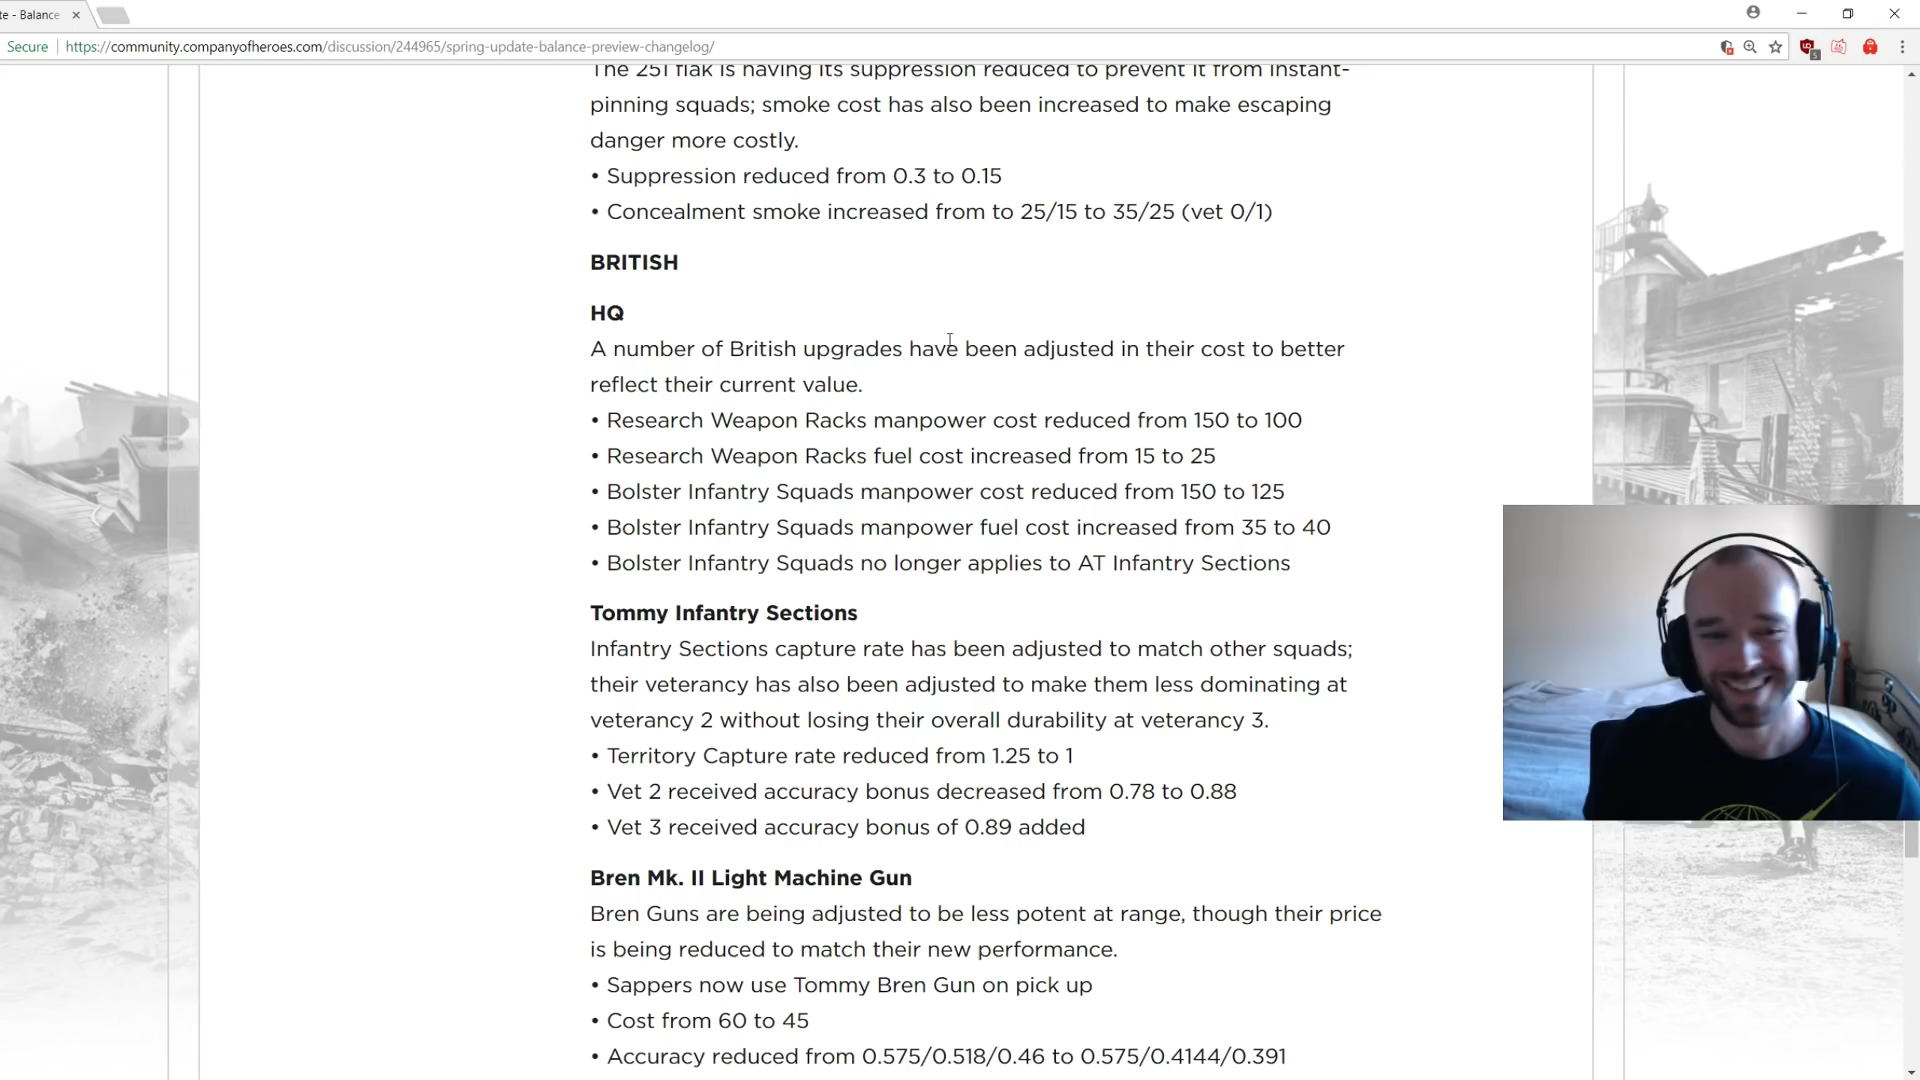 te - Balance
Secure https://community.companyofheroes.com/discussion/244965/spring-update-balance-preview-changelog/
The 251 flak is having its suppression reduced to prevent it from instant-
pinning squads; smoke cost has also been increased to make escaping
danger more costly.
• Suppression reduced from 0.3 to 0.15
• Concealment smoke increased from to 25/15 to 35/25 (vet 0/1)
BRITISH
HQ
A number of British upgrades have been adjusted in their cost to better
reflect their current value.
• Research Weapon Racks manpower cost reduced from 150 to 100
• Research Weapon Racks fuel cost increased from 15 to 25
• Bolster Infantry Squads manpower cost reduced from 150 to 125
• Bolster Infantry Squads manpower fuel cost increased from 35 to 40
• Bolster Infantry Squads no longer applies to AT Infantry Sections
Tommy Infantry Sections
Infantry Sections capture rate has been adjusted to match other squads;
their veterancy has also been adjusted to make them less dominating at
veterancy 2 without losing their overall durability at veterancy 3.
• Territory Capture rate reduced from 1.25 to 1
• Vet 2 received accuracy bonus decreased from 0.78 to 0.88
• Vet 3 received accuracy bonus of 0.89 added
Bren Mk. II Light Machine Gun
Bren Guns are being adjusted to be less potent at range, though their price
is being reduced to match their new performance.
• Sappers now use Tommy Bren Gun on pick up
• Cost from 60 to 45
• Accuracy reduced from 0.575/0.518/0.46 to 0.575/0.4144/0.391